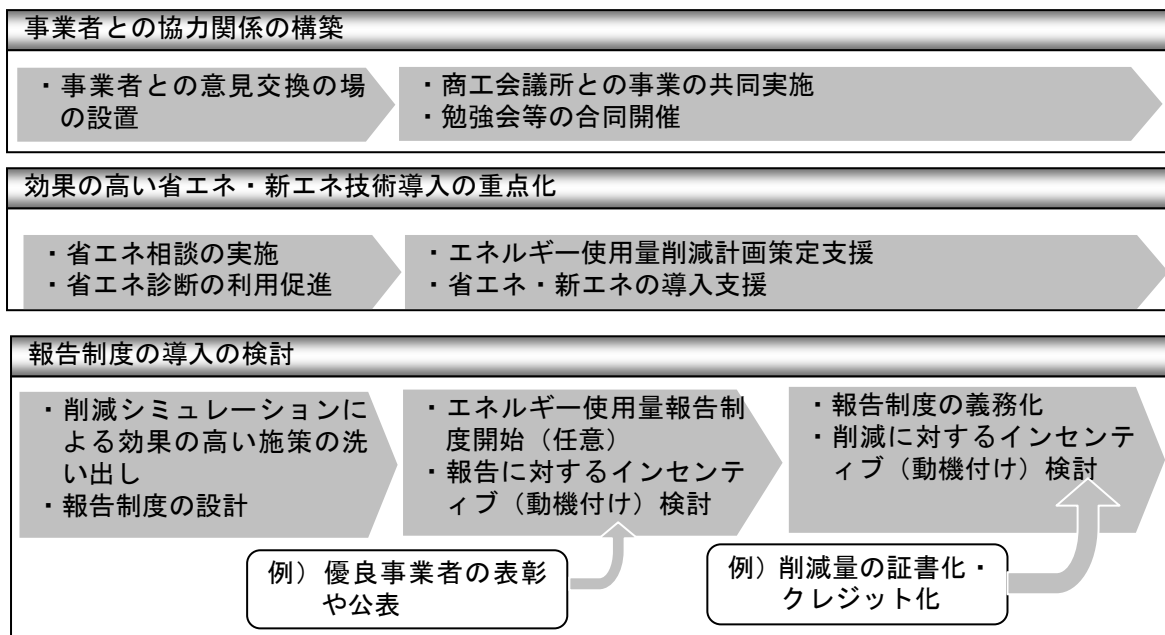 事業者との協力関係の構築
・事業者との意見交換の場
の設置
・商工会議所との事業の共同実施
・勉強会等の合同開催
効果の高い省エネ・新エネ技術導入の重点化
・省エネ相談の実施
・省エネ診断の利用促進
・エネルギー使用量削減計画策定支援
・省エネ・新エネの導入支援
報告制度の導入の検討
・削減シミュレーションに
よる効果の高い施策の洗
い出し
・報告制度の設計
・エネルギー使用量報告制
度開始（任意）
・報告に対するインセンテ
ィブ（動機付け）検討
・報告制度の義務化
・削減に対するインセンテ
ィブ（動機付け）検討
例）優良事業者の表彰
や公表
例）削減量の証書化・
クレジット化